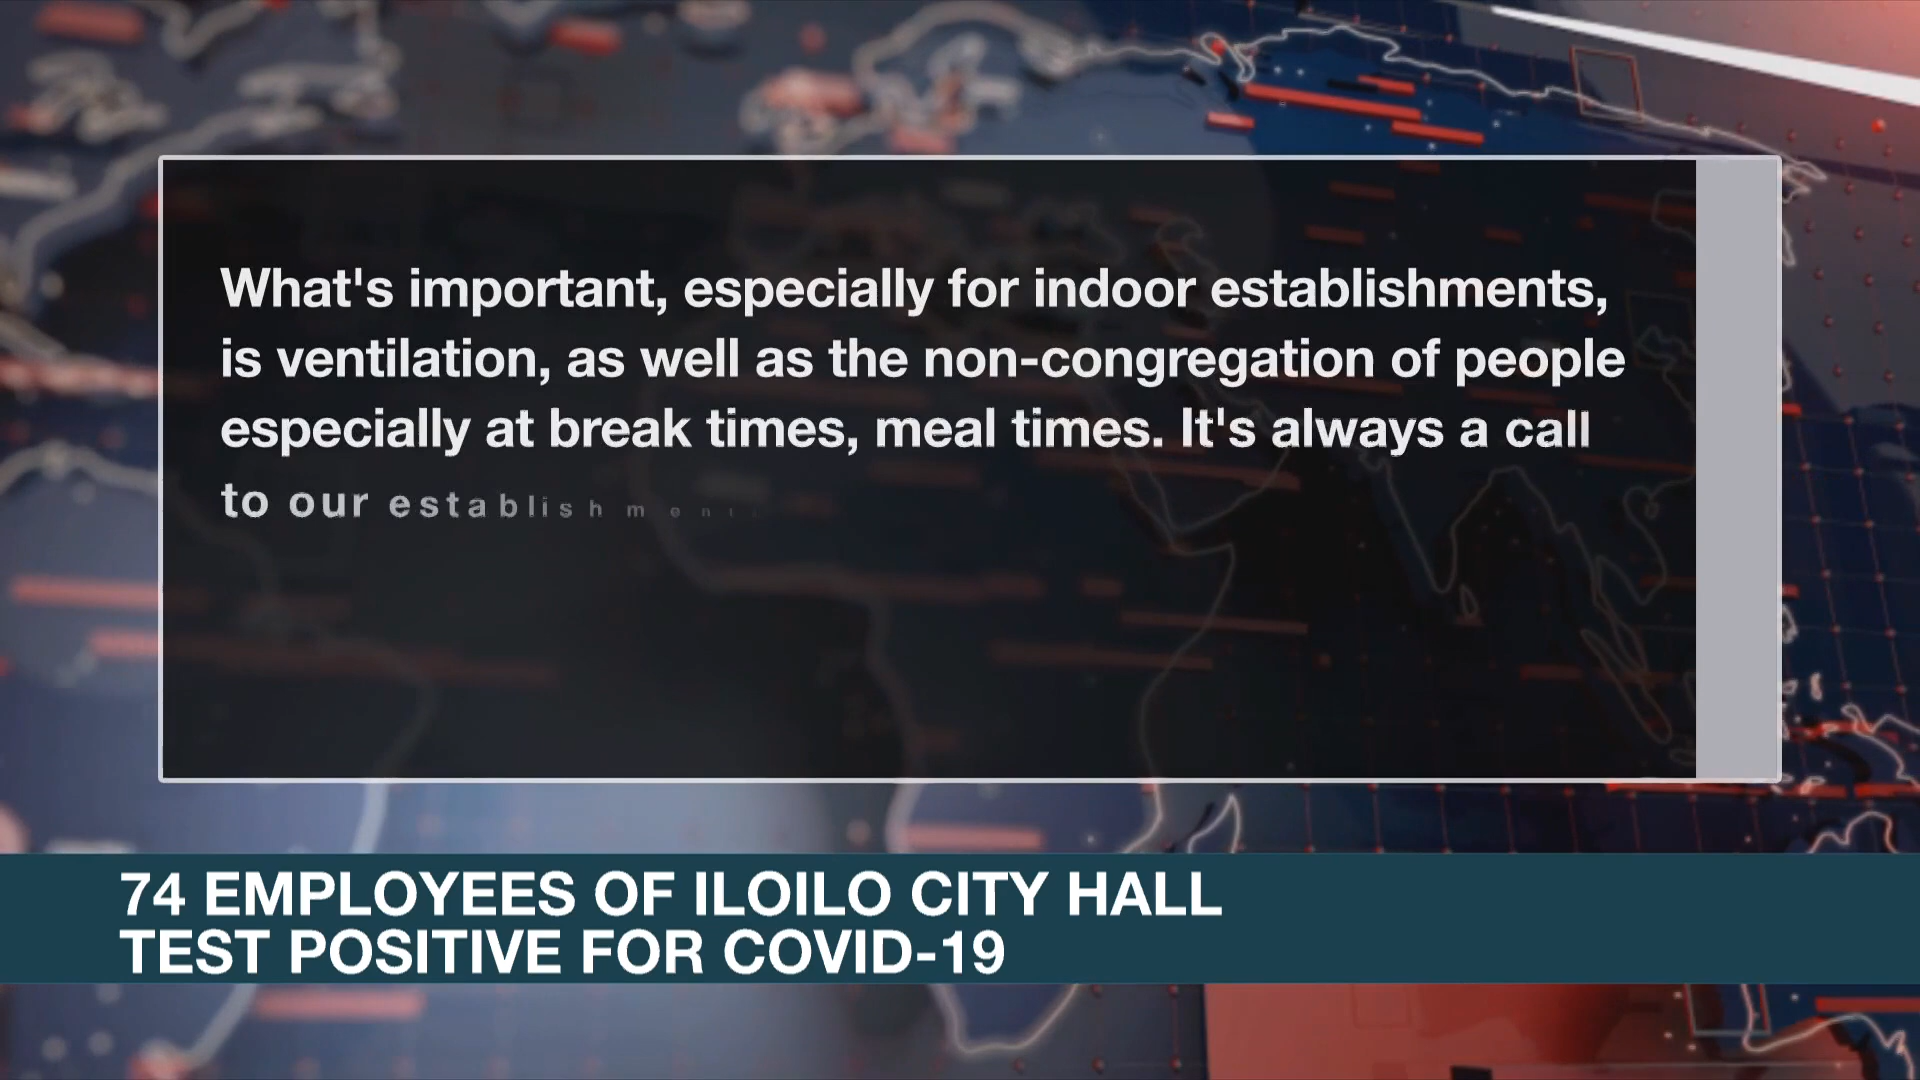 What's important, especially for indoor establishments,
is ventilation, as well as the non-congregation of people
especially at break times, meal times. It's always a call
to our establishment
74 EMPLOYEES OF ILOILO CITY HALL
TEST POSITIVE FOR COVID-19